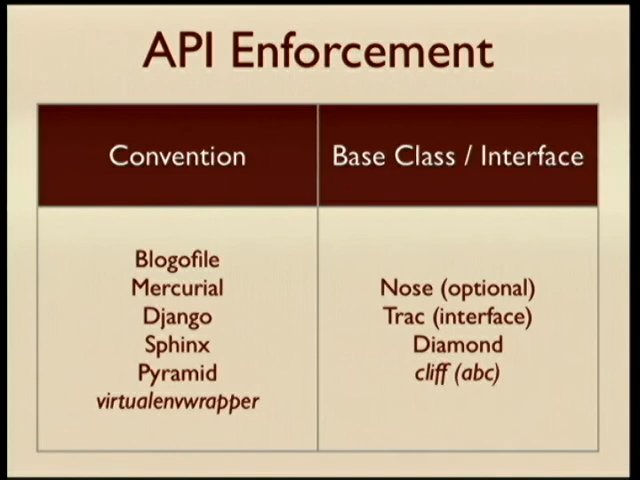 API Enforcement
Convention
Base Class / Interface
Blogofile
Mercurial
Django
Sphinx
Pyramid
virtualenvwrapper
Nose (optional)
Trac (interface)
Diamond
cliff (abc)